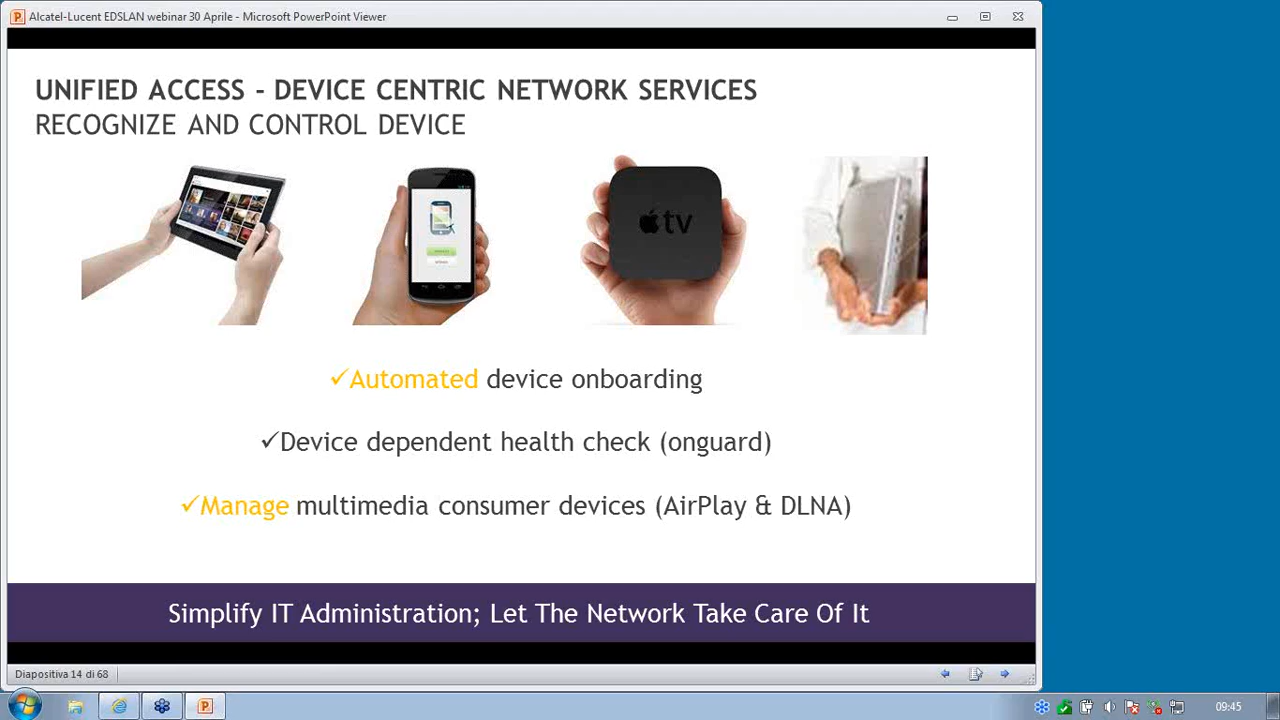 Alcatel-Lucent EDSLAN webinar 30 Aprile - Microsoft PowerPoint Viewer
UNIFIED ACCESS - DEVICE CENTRIC NETWORK SERVICES
RECOGNIZE AND CONTROL DEVICE
tv
✓Automated device onboarding
✓Device dependent health check (onguard)
✓Manage multimedia consumer devices (AirPlay & DLNA)
Simplify IT Administration; Let The Network Take Care Of It
Diapositiva 14 di 68
09:45